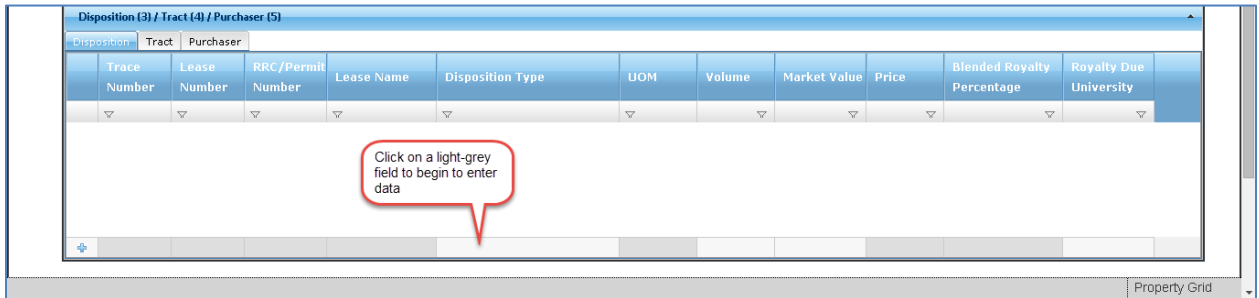 Disposition (3) / Tract (4) / Purchaser (5)
Disposition Tract Purchaser
Trace Number Lease Number RRC/Permit Number Lease Name Disposition Type UOM Volume Market Value Price Blended Royalty Percentage Royalty Due University
Click on a light-grey
field to begin to enter
data
Property Grid